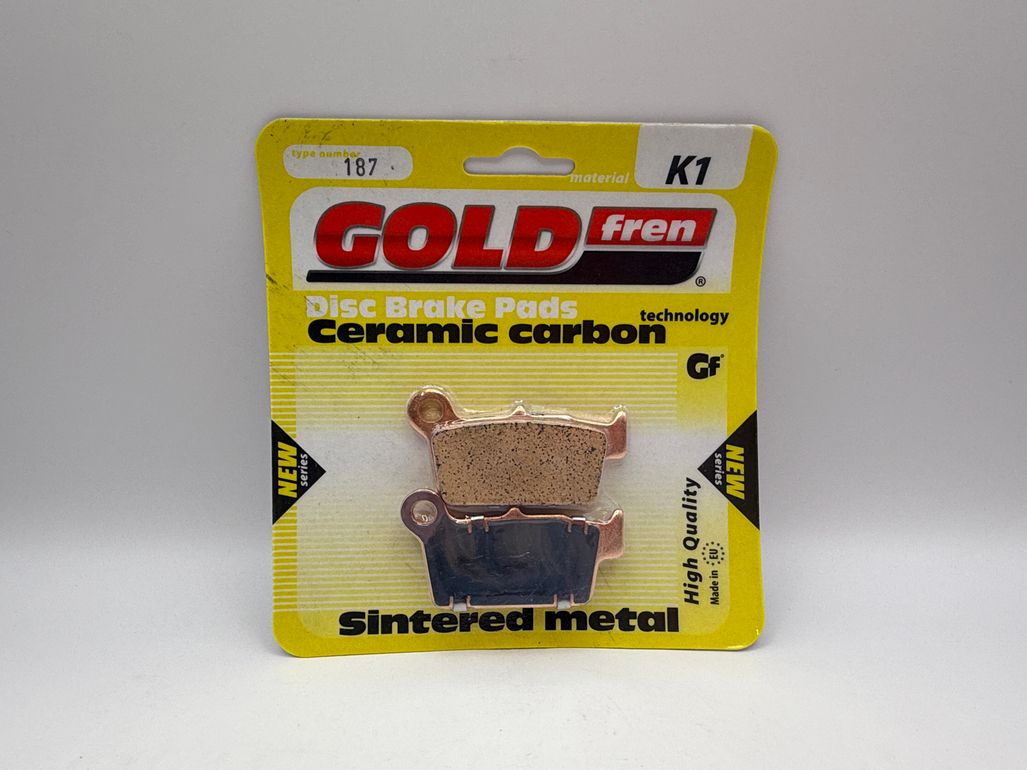 type number
187
material
K1
GOLD fren ®
Disc Brake Pads
Ceramic carbon technology
Gf
NEW
series
NEW
series
High Quality
Made in EU
Sintered metal